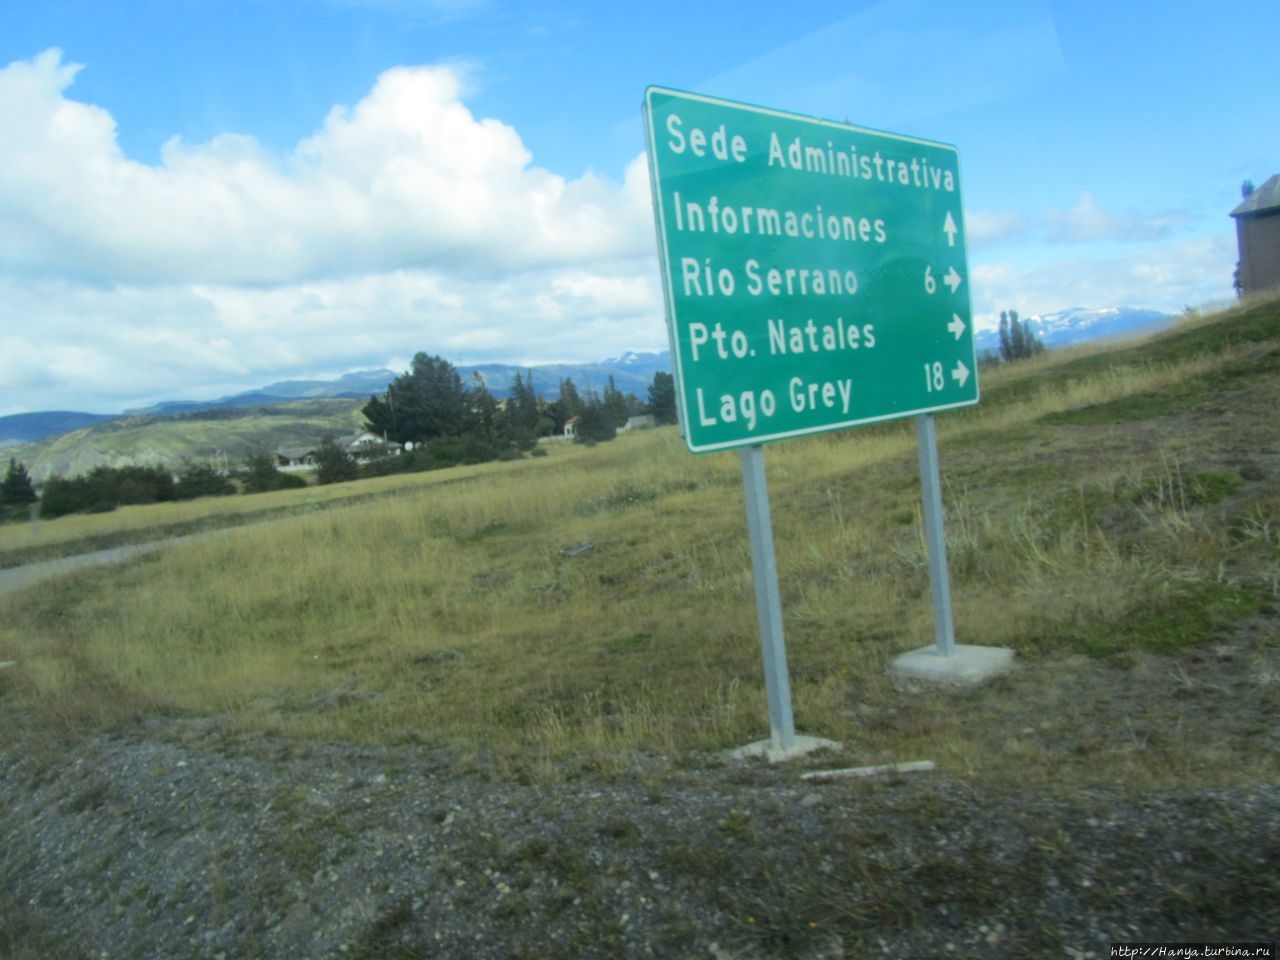 Sede Administrativa
Informaciones ↑
Río Serrano 6 →
Pto. Natales →
Lago Grey 18 →
http://Hanya.turbina.ru